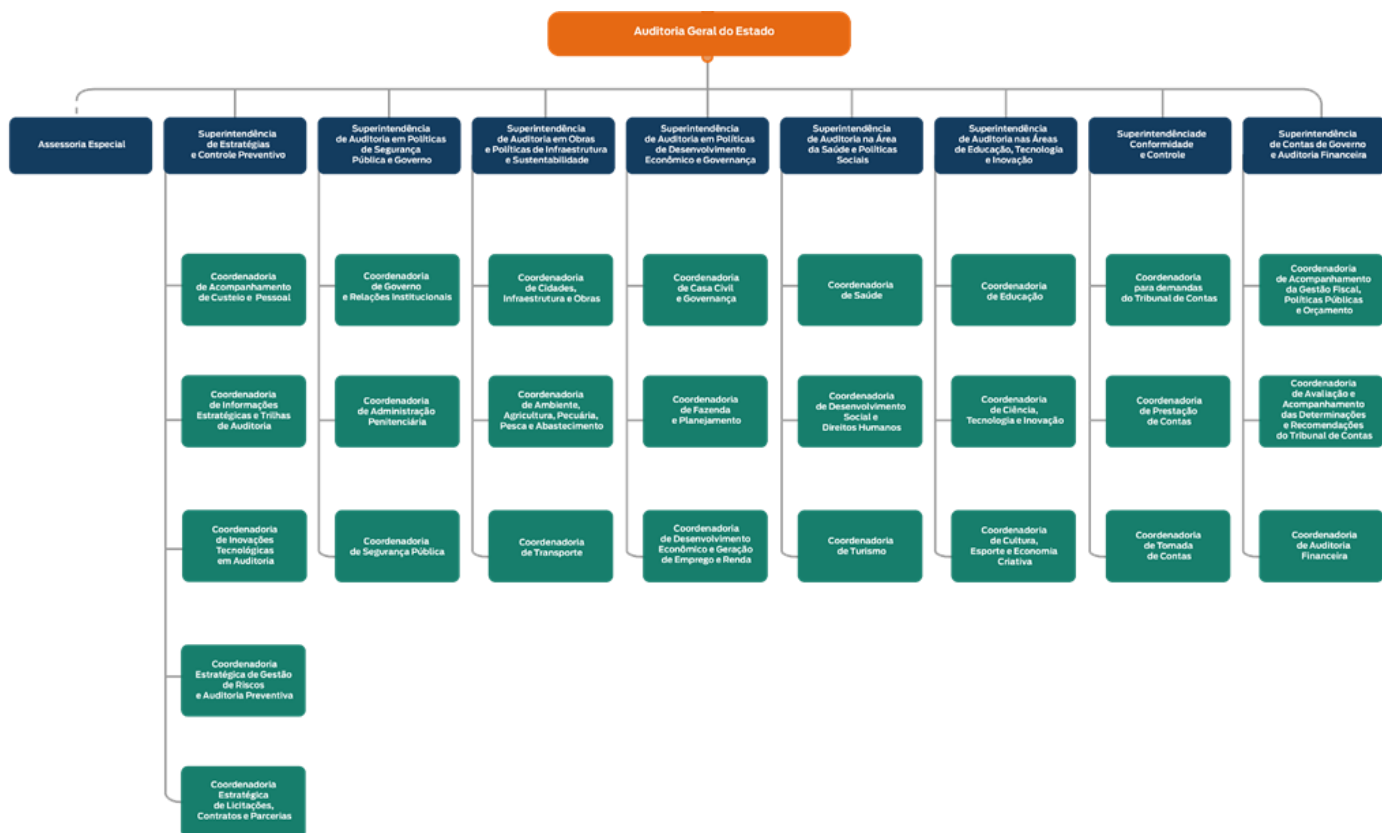 Auditoria Geral do Estado
Assessoria Especial
Superintendência
de Estratégias
e Controle Preventivo
Superintendência
de Auditoria em Políticas
de Segurança
Pública e Governo
Superintendência
de Auditoria em Obras
e Políticas de Infraestrutura
e Sustentabilidade
Superintendência
de Auditoria em Políticas
de Desenvolvimento
Econômico e Governança
Superintendência
de Auditoria na Área
da Saúde e Políticas
Sociais
Superintendência
de Auditoria nas Áreas
de Educação, Tecnologia
e Inovação
Superintendênciade
Conformidade
e Controle
Superintendência
de Contas de Governo
e Auditoria Financeira
Coordenadoria
de Acompanhamento
de Custeio e Pessoal
Coordenadoria
de Governo
e Relações Institucionais
Coordenadoria
de Cidades,
Infraestrutura e Obras
Coordenadoria
de Casa Civil
e Governança
Coordenadoria
de Saúde
Coordenadoria
de Educação
Coordenadoria
para demandas
do Tribunal de Contas
Coordenadoria
de Acompanhamento
da Gestão Fiscal,
Políticas Públicas
e Orçamento
Coordenadoria
de Informações
Estratégicas e Trilhas
de Auditoria
Coordenadoria
de Administração
Penitenciária
Coordenadoria
de Ambiente,
Agricultura, Pecuária,
Pesca e Abastecimento
Coordenadoria
de Fazenda
e Planejamento
Coordenadoria
de Desenvolvimento
Social e
Direitos Humanos
Coordenadoria
de Ciência,
Tecnologia e Inovação
Coordenadoria
de Prestação
de Contas
Coordenadoria
de Avaliação e
Acompanhamento
das Determinações
e Recomendações
do Tribunal de Contas
Coordenadoria
de Inovações
Tecnológicas
em Auditoria
Coordenadoria
de Segurança Pública
Coordenadoria
de Transporte
Coordenadoria
de Desenvolvimento
Econômico e Geração
de Emprego e Renda
Coordenadoria
de Turismo
Coordenadoria
de Cultura,
Esporte e Economia
Criativa
Coordenadoria
de Tomada
de Contas
Coordenadoria
de Auditoria
Financeira
Coordenadoria
Estratégica de Gestão
de Riscos
e Auditoria Preventiva
Coordenadoria
Estratégica
de Licitações,
Contratos e Parcerias